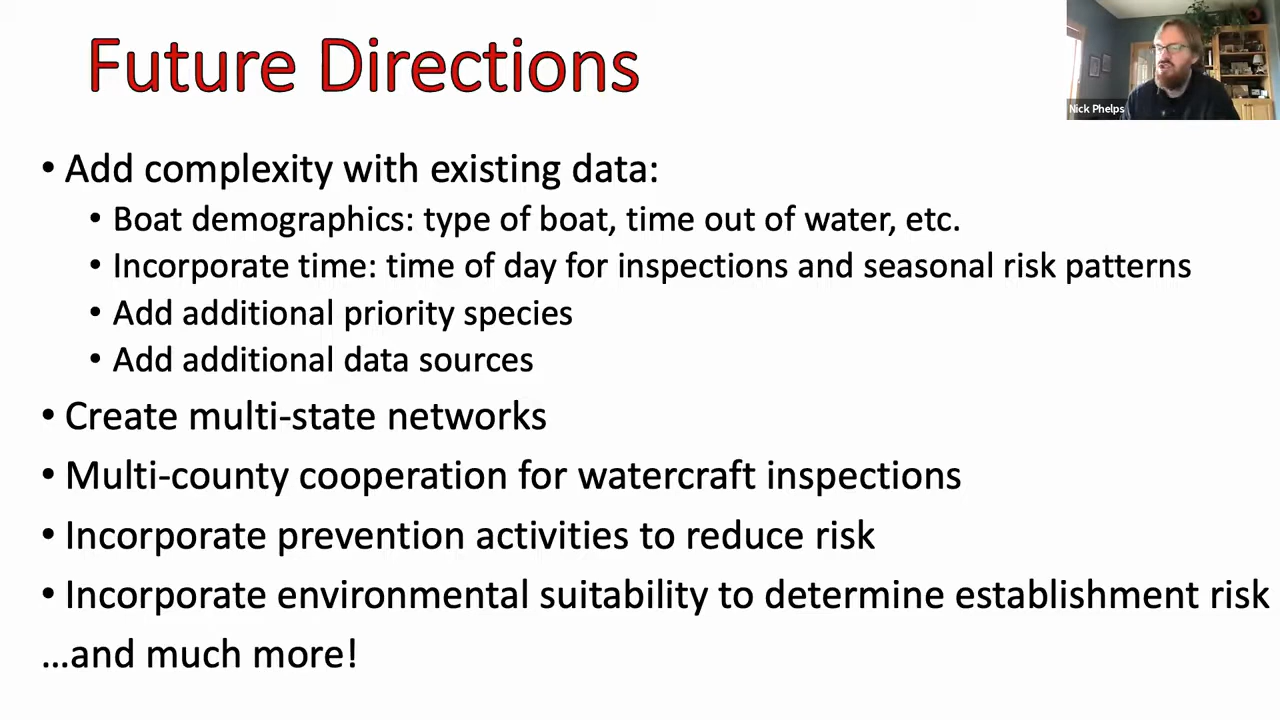 Future Directions
Nick Phelps
• Add complexity with existing data:
• Boat demographics: type of boat, time out of water, etc.
• Incorporate time: time of day for inspections and seasonal risk patterns
• Add additional priority species
• Add additional data sources
• Create multi-state networks
• Multi-county cooperation for watercraft inspections
• Incorporate prevention activities to reduce risk
• Incorporate environmental suitability to determine establishment risk
…and much more!